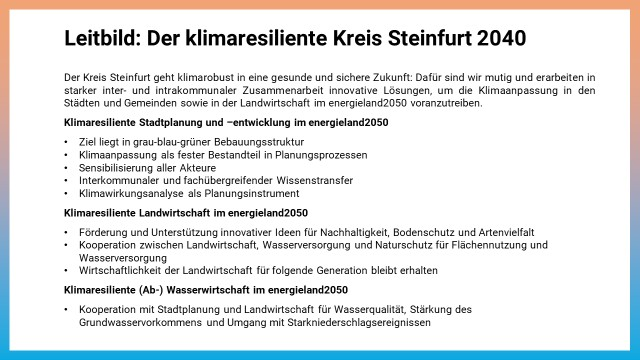 Leitbild: Der klimaresiliente Kreis Steinfurt 2040
Der Kreis Steinfurt geht klimarobust in eine gesunde und sichere Zukunft: Dafür sind wir mutig und erarbeiten in
starker inter- und intrakommunaler Zusammenarbeit innovative Lösungen, um die Klimaanpassung in den
Städten und Gemeinden sowie in der Landwirtschaft im energieland2050 voranzutreiben.
Klimaresiliente Stadtplanung und –entwicklung im energieland2050
• Ziel liegt in grau-blau-grüner Bebauungsstruktur
• Klimaanpassung als fester Bestandteil in Planungsprozessen
• Sensibilisierung aller Akteure
• Interkommunaler und fachübergreifender Wissenstransfer
• Klimawirkungsanalyse als Planungsinstrument
Klimaresiliente Landwirtschaft im energieland2050
• Förderung und Unterstützung innovativer Ideen für Nachhaltigkeit, Bodenschutz und Artenvielfalt
• Kooperation zwischen Landwirtschaft, Wasserversorgung und Naturschutz für Flächennutzung und
Wasserversorgung
• Wirtschaftlichkeit der Landwirtschaft für folgende Generation bleibt erhalten
Klimaresiliente (Ab-) Wasserwirtschaft im energieland2050
• Kooperation mit Stadtplanung und Landwirtschaft für Wasserqualität, Stärkung des
Grundwasservorkommens und Umgang mit Starkniederschlagsereignissen